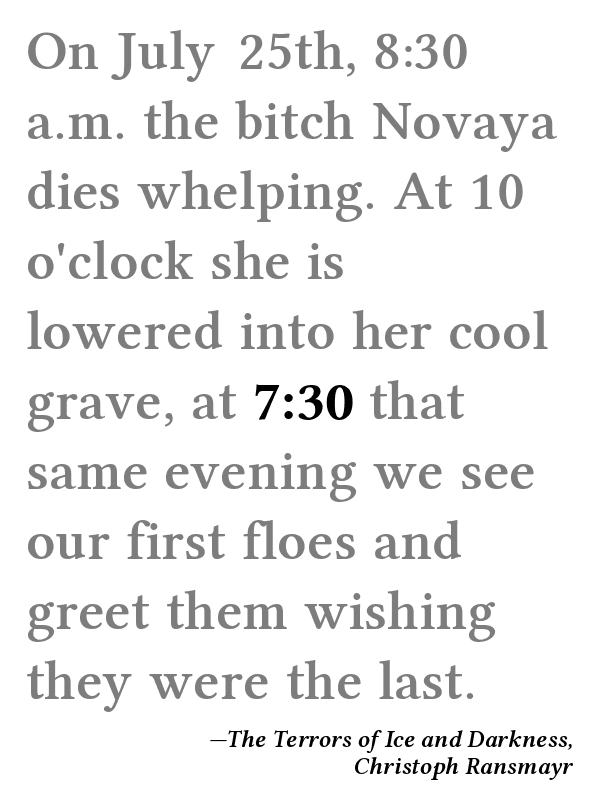 On July 25th, 8:30
a.m. the bitch Novaya
dies whelping. At 10
o'clock she is
lowered into her cool
grave, at 7:30 that
same evening we see
our first floes and
greet them wishing
they were the last.
—The Terrors of Ice and Darkness,
Christoph Ransmayr